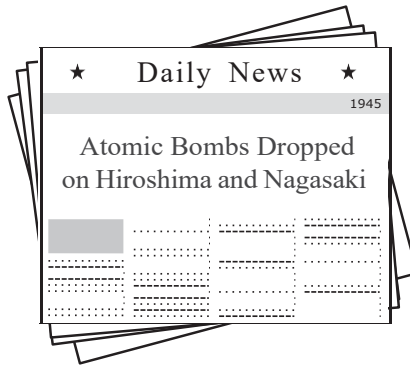 ★ Daily News ★
1945
Atomic Bombs Dropped
on Hiroshima and Nagasaki